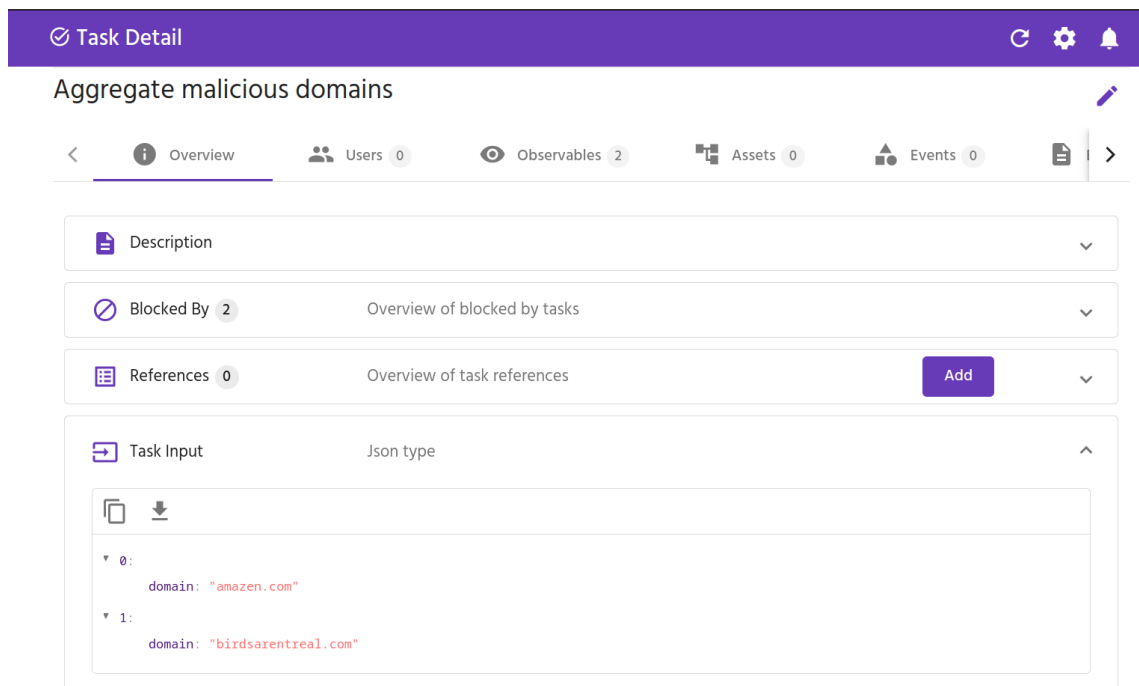 Task Detail
Aggregate malicious domains
Overview Users 0 Observables 2 Assets 0 Events 0
Description
Blocked By 2 Overview of blocked by tasks
References 0 Overview of task references Add
Task Input Json type
0:
domain: "amazen.com"
1:
domain: "birdsarentreal.com"